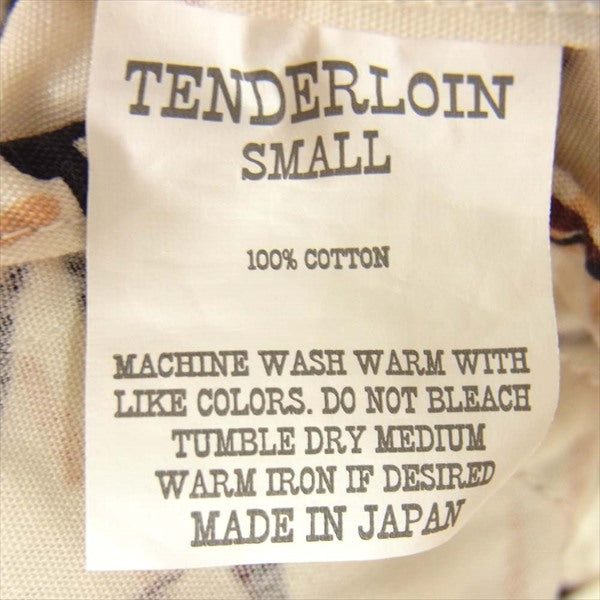 TENDERLOIN
SMALL
100% COTTON
MACHINE WASH WARM WITH
LIKE COLORS. DO NOT BLEACH
TUMBLE DRY MEDIUM
WARM IRON IF DESIRED
MADE IN JAPAN